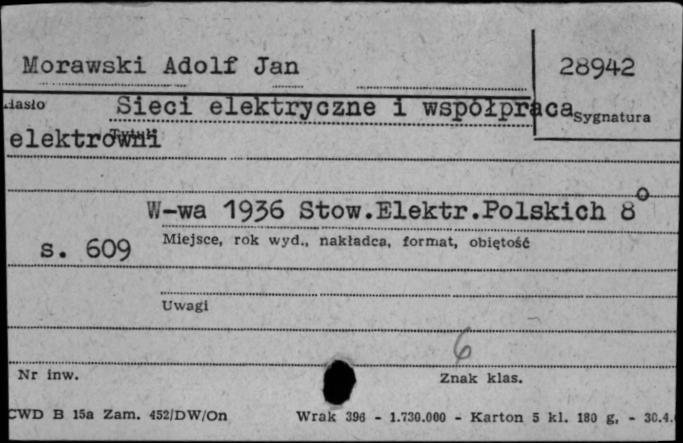 Morawski Adolf Jan
28942
Hasło
Sieci elektryczne i współpraca
Sygnatura
Tytuł
elektrowni
W-wa 1936 Stow.Elektr.Polskich 8°
s. 609
Miejsce, rok wyd., nakładca, format, obiętość
Uwagi
6
Nr inw.
Znak klas.
CWD B 15a Zam. 452/DW/On
Wrak 396 - 1.730.000 - Karton 5 kl. 180 g, - 30.4.